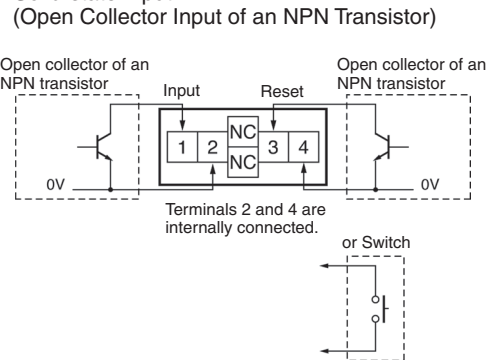 (Open Collector Input of an NPN Transistor)
Open collector of an
NPN transistor
Input
Reset
Open collector of an
NPN transistor
1 2 NC 3 4
NC
0V
0V
Terminals 2 and 4 are
internally connected.
or Switch